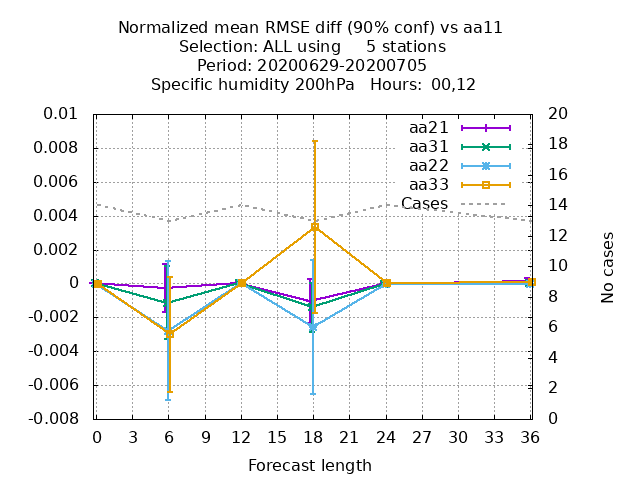 Normalized mean RMSE diff (90% conf) vs aa11
Selection: ALL using     5 stations
Period: 20200629-20200705
Specific humidity 200hPa   Hours: 00,12
0.01
0.008
0.006
0.004
0.002
0
-0.002
-0.004
-0.006
-0.008
20
18
16
14
12
10
8
6
4
2
0
aa21
aa31
aa22
aa33
Cases
No cases
0 3 6 9 12 15 18 21 24 27 30 33 36
Forecast length